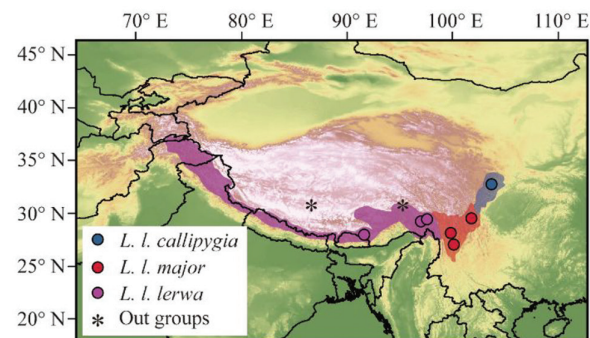 70° E 80° E 90° E 100° E 110° E
45° N
40° N
35° N
30° N
25° N
20° N
L. l. callipygia
L. l. major
L. l. lerwa
* Out groups